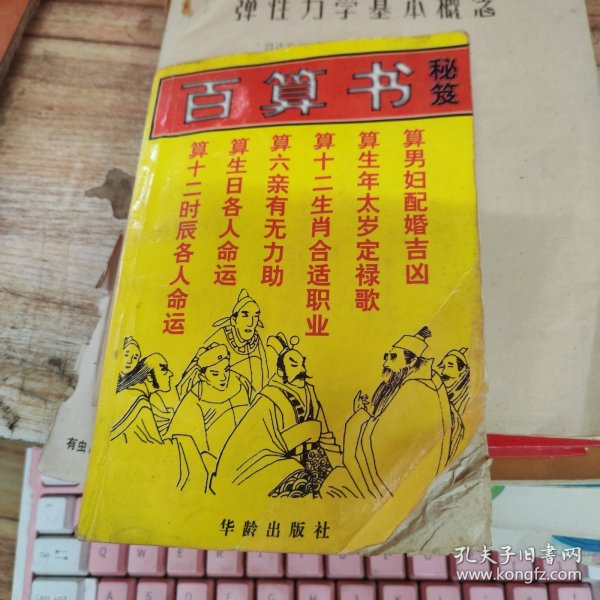 弹性力学基本概念
百算书
秘笈
算男妇配婚吉凶
算生年太岁定禄歌
算十二生肖合适职业
算六亲有无力助
算生日各人命运
算十二时辰各人命运
华龄出版社
有虫
Tab
Caps Lock
孔夫子旧书网
www.kongfz.com